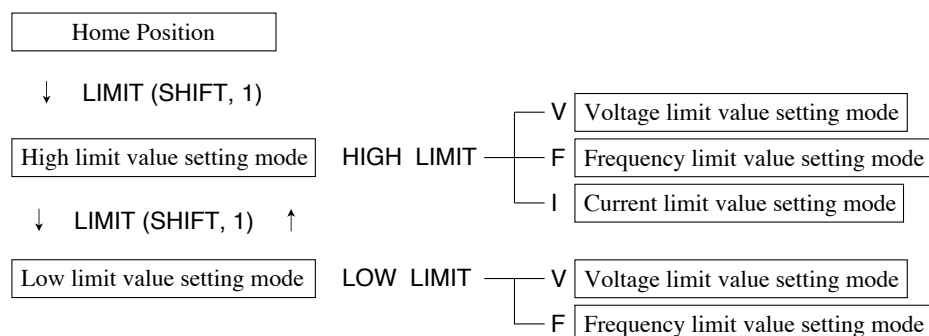 Home Position
↓ LIMIT (SHIFT, 1)
V Voltage limit value setting mode
High limit value setting mode HIGH LIMIT F Frequency limit value setting mode
I Current limit value setting mode
↓ LIMIT (SHIFT, 1) ↑
Low limit value setting mode LOW LIMIT V Voltage limit value setting mode
F Frequency limit value setting mode